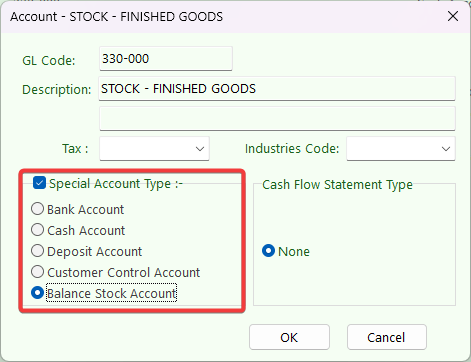 Account - STOCK - FINISHED GOODS
GL Code: 330-000
Description: STOCK - FINISHED GOODS
Tax : Industries Code:
Special Account Type :-
Bank Account
Cash Account
Deposit Account
Customer Control Account
Balance Stock Account
Cash Flow Statement Type
None
OK Cancel